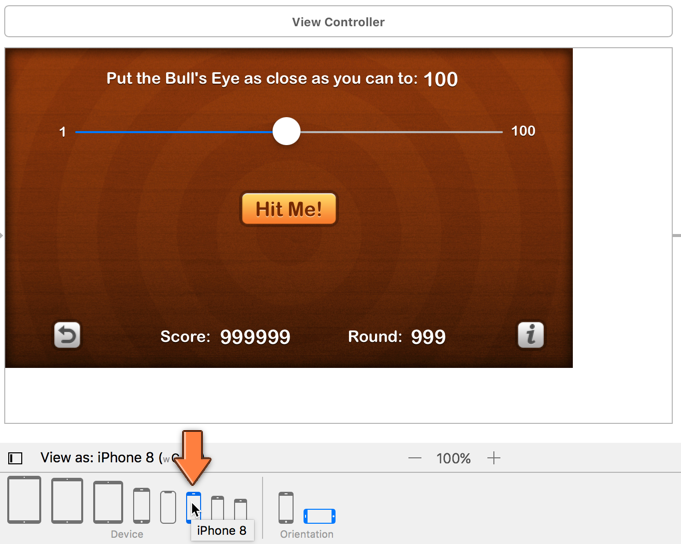 View Controller
Put the Bull's Eye as close as you can to: 100
1
100
Hit Me!
Score: 999999
Round: 999
i
View as: iPhone 8 (w
100%
iPhone 8
Device
Orientation